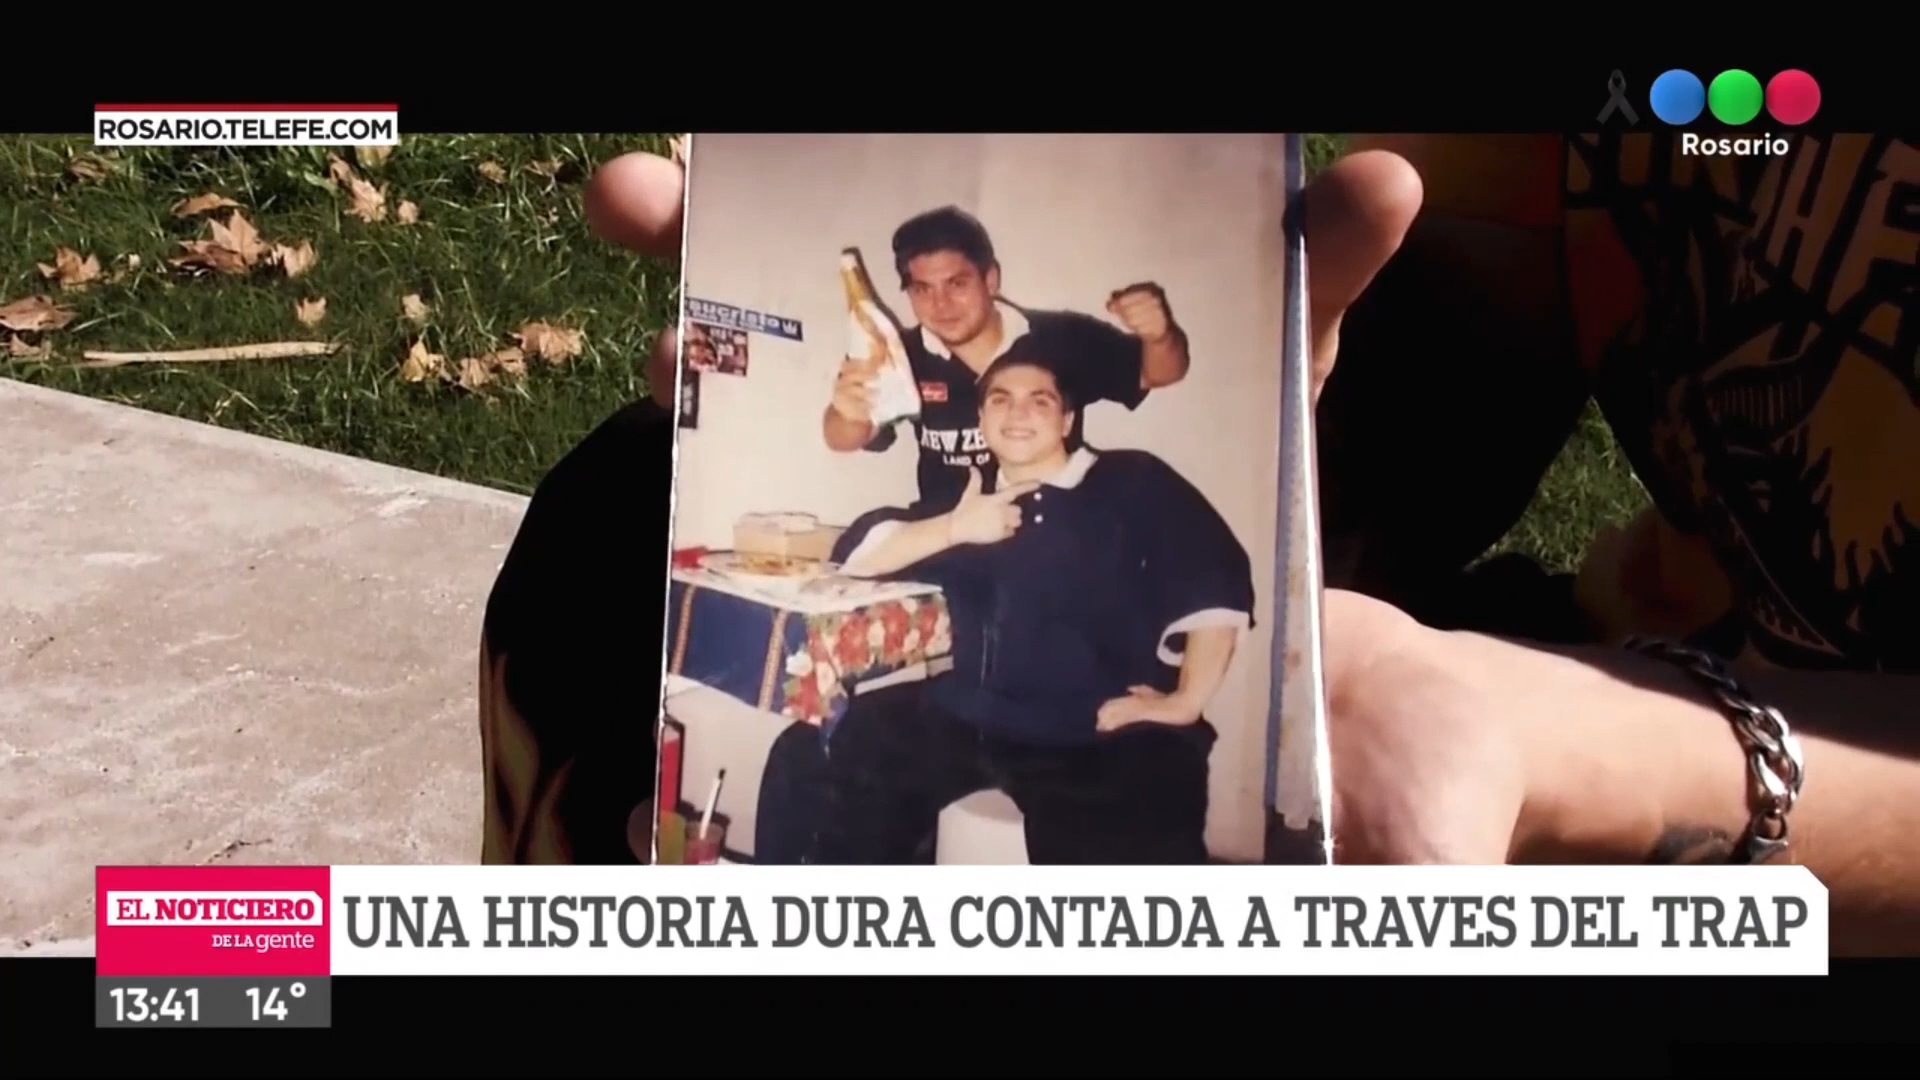 ROSARIO.TELEFE.COM
Rosario
sucristo
NEW ZE
LAND OF
EL NOTICIERO
DE LA gente
UNA HISTORIA DURA CONTADA A TRAVES DEL TRAP
13:41 14°